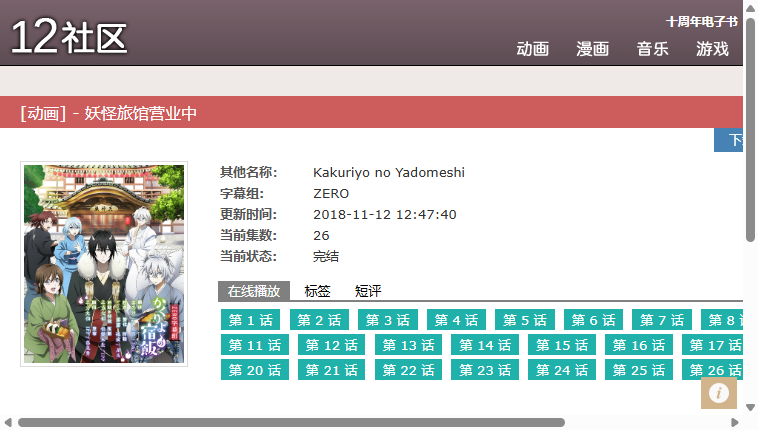 十周年电子书
12社区
动画 漫画 音乐 游戏
[动画] - 妖怪旅馆营业中
其他名称: Kakuriyo no Yadomeshi
字幕组: ZERO
更新时间: 2018-11-12 12:47:40
当前集数: 26
当前状态: 完结
在线播放 标签 短评
第 1 话 第 2 话 第 3 话 第 4 话 第 5 话 第 6 话 第 7 话 第 8
第 11 话 第 12 话 第 13 话 第 14 话 第 15 话 第 16 话 第 17 话
第 20 话 第 21 话 第 22 话 第 23 话 第 24 话 第 25 话 第 26 话